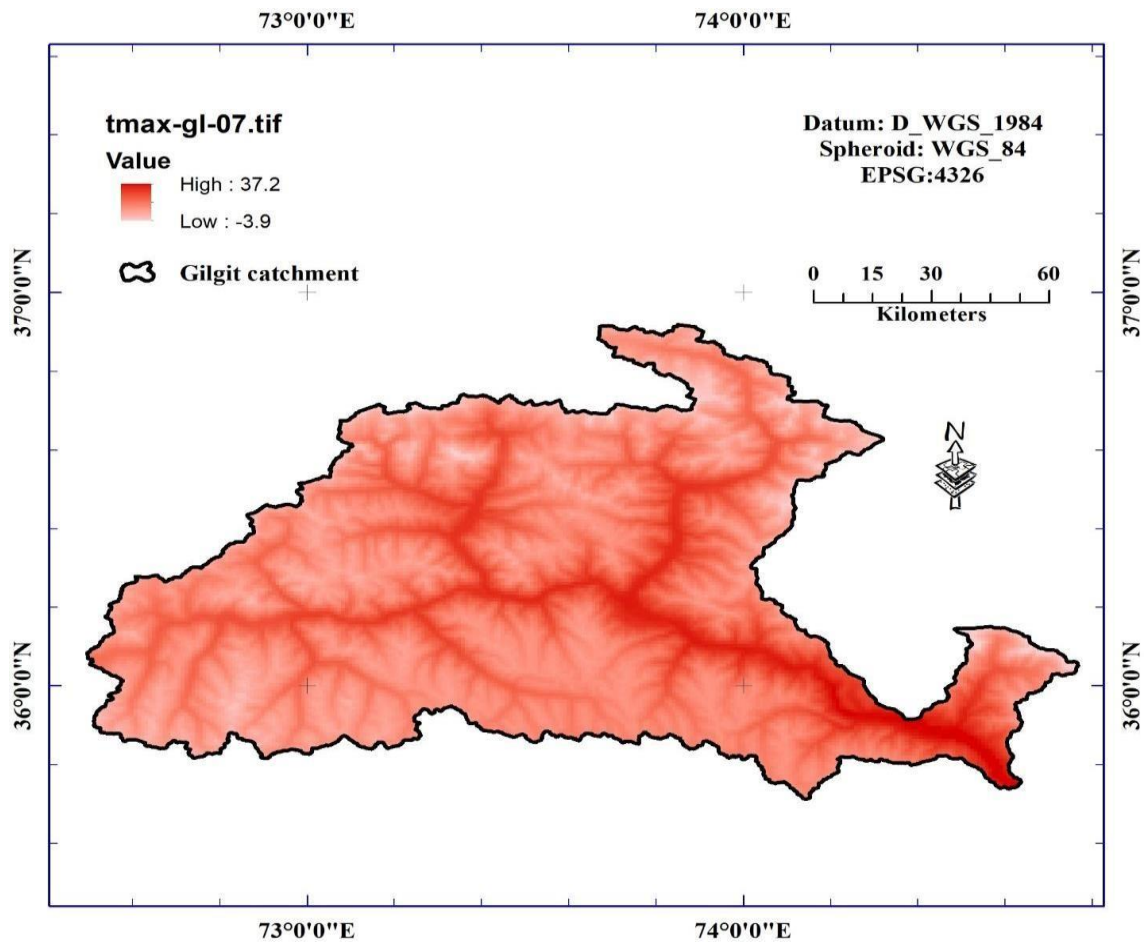 73°0'0"E 74°0'0"E
tmax-gl-07.tif
Value
High : 37.2
Low : -3.9
Gilgit catchment
Datum: D_WGS_1984
Spheroid: WGS_84
EPSG:4326
0 15 30 60
Kilometers
N
37°0'0"N 37°0'0"N
36°0'0"N 36°0'0"N
73°0'0"E 74°0'0"E